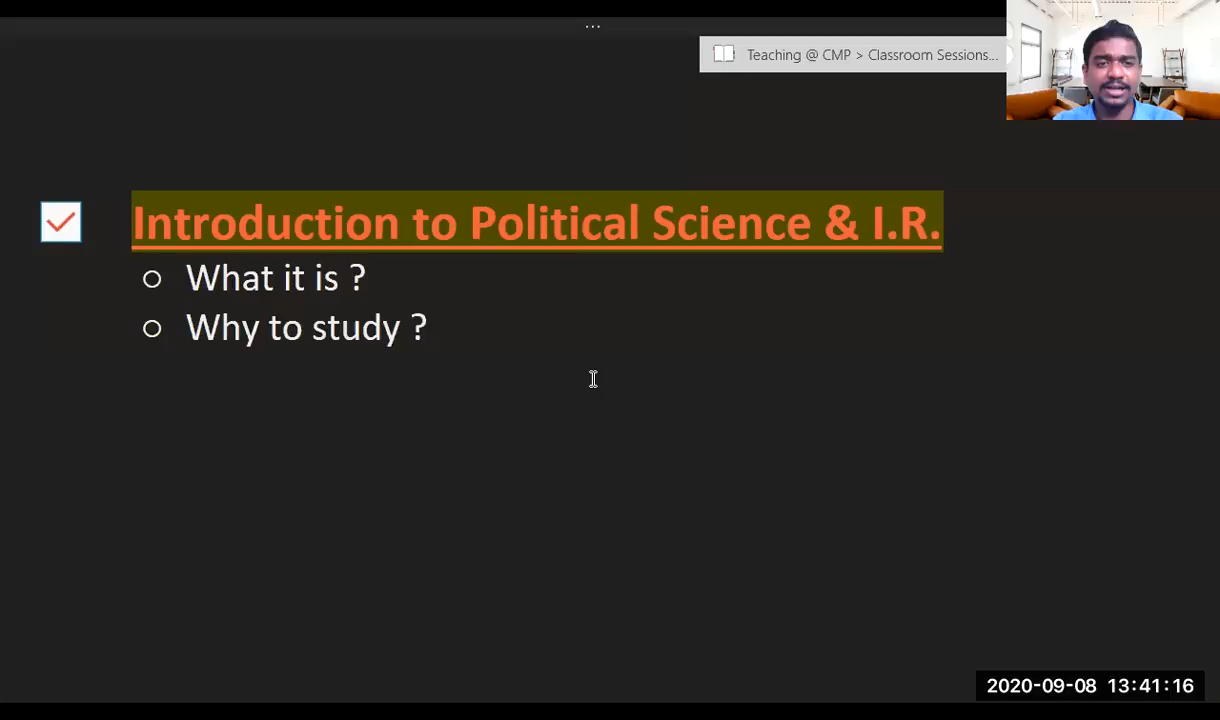 ...
Teaching @ CMP > Classroom Sessions...
Introduction to Political Science & I.R.
What it is ?
Why to study ?
2020-09-08 13:41:16